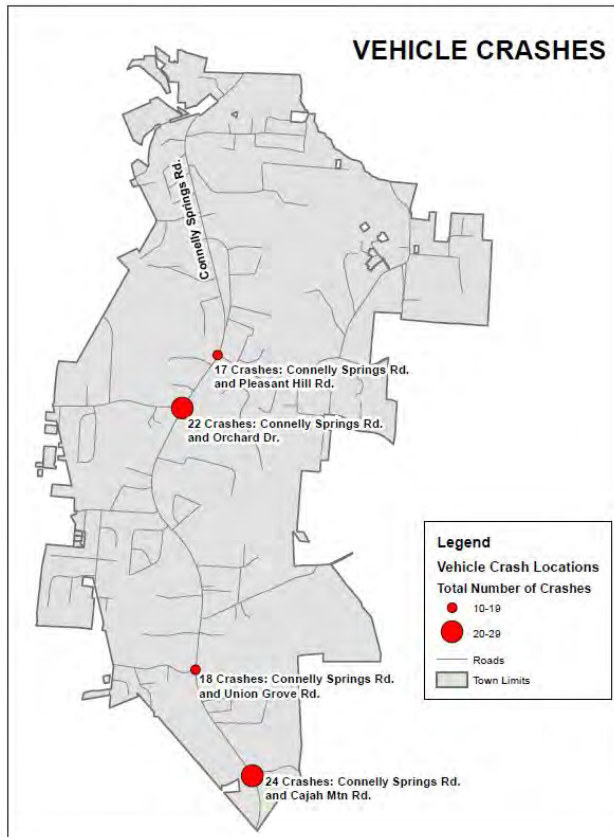 VEHICLE CRASHES
Connelly Springs Rd.
17 Crashes: Connelly Springs Rd.
and Pleasant Hill Rd.
22 Crashes: Connelly Springs Rd.
and Orchard Dr.
Legend
Vehicle Crash Locations
Total Number of Crashes
10-19
20-29
Roads
Town Limits
18 Crashes: Connelly Springs Rd.
and Union Grove Rd.
24 Crashes: Connelly Springs Rd.
and Cajah Mtn Rd.